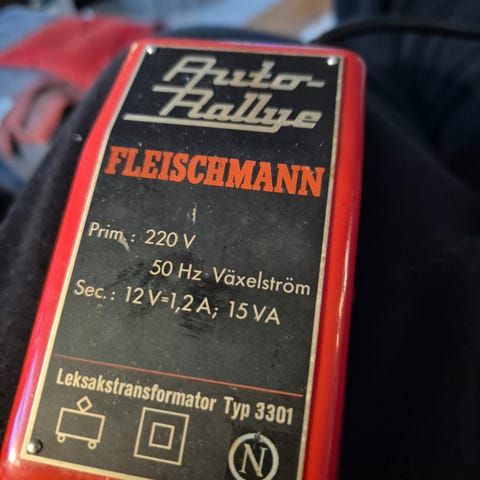 Auto-
Rallye
FLEISCHMANN
Prim.: 220 V
50 Hz Växelström
Sec.: 12 V=1,2 A; 15 VA
Leksakstransformator Typ 3301
N